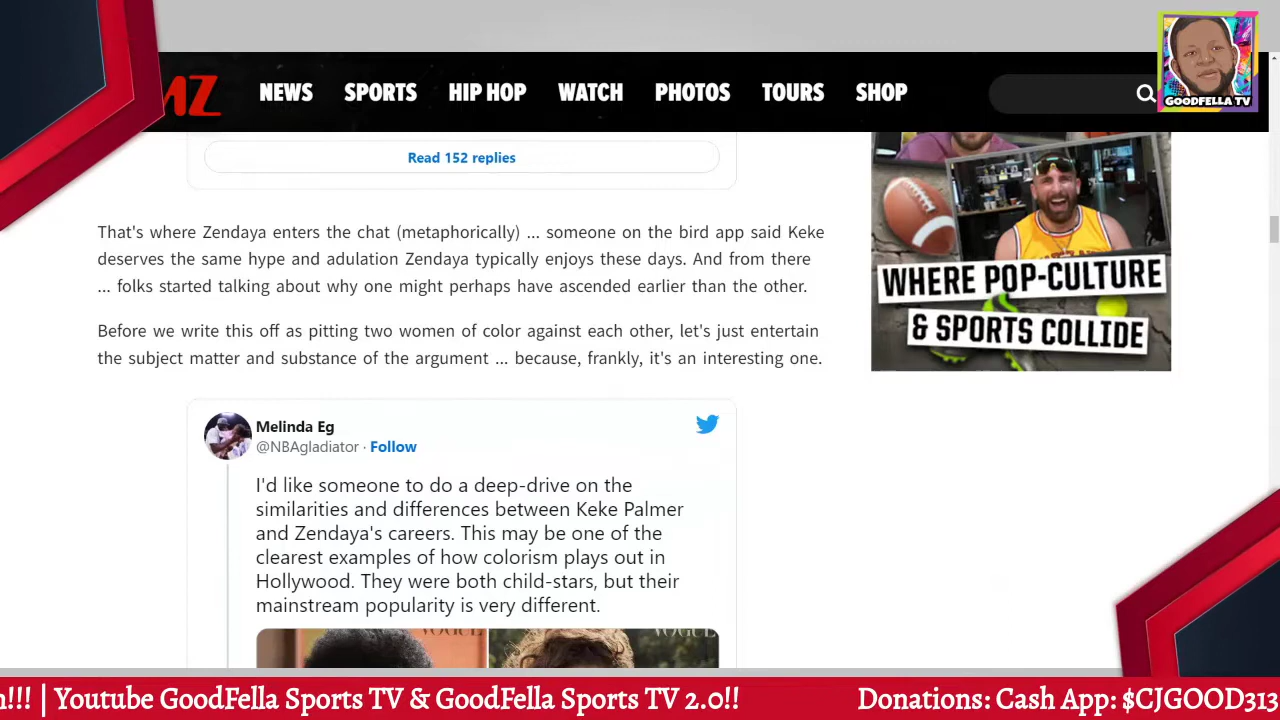 MZ
NEWS SPORTS HIP HOP WATCH PHOTOS TOURS SHOP
GOODFELLA TV
Read 152 replies
That's where Zendaya enters the chat (metaphorically) ... someone on the bird app said Keke
deserves the same hype and adulation Zendaya typically enjoys these days. And from there
... folks started talking about why one might perhaps have ascended earlier than the other.
Before we write this off as pitting two women of color against each other, let's just entertain
the subject matter and substance of the argument ... because, frankly, it's an interesting one.
WHERE POP-CULTURE
& SPORTS COLLIDE
Melinda Eg
@NBAgladiator · Follow
I'd like someone to do a deep-drive on the
similarities and differences between Keke Palmer
and Zendaya's careers. This may be one of the
clearest examples of how colorism plays out in
Hollywood. They were both child-stars, but their
mainstream popularity is very different.
VOGUE VOGUE
!!! | Youtube GoodFella Sports TV & GoodFella Sports TV 2.0!! Donations: Cash App: $CJGOOD313